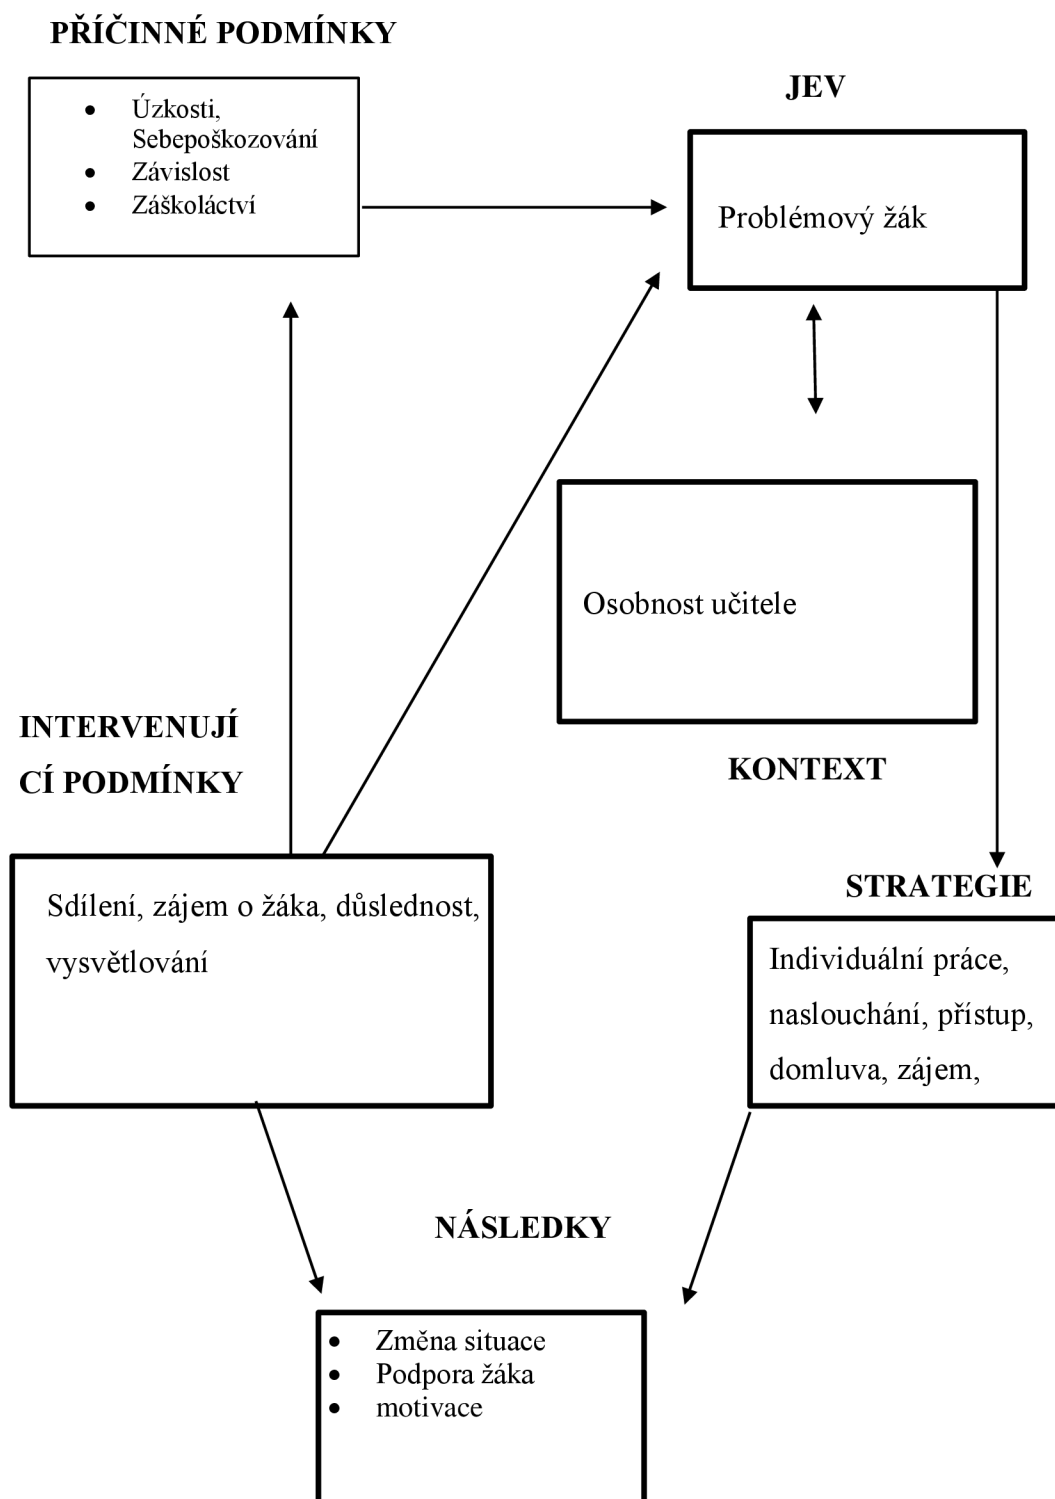 PŘÍČINNÉ PODMÍNKY
• Úzkosti,
Sebepoškozování
• Závislost
• Záškoláctví
JEV
Problémový žák
Osobnost učitele
KONTEXT
INTERVENUJÍ
CÍ PODMÍNKY
Sdílení, zájem o žáka, důslednost,
vysvětlování
STRATEGIE
Individuální práce,
naslouchání, přístup,
domluva, zájem,
NÁSLEDKY
• Změna situace
• Podpora žáka
• motivace